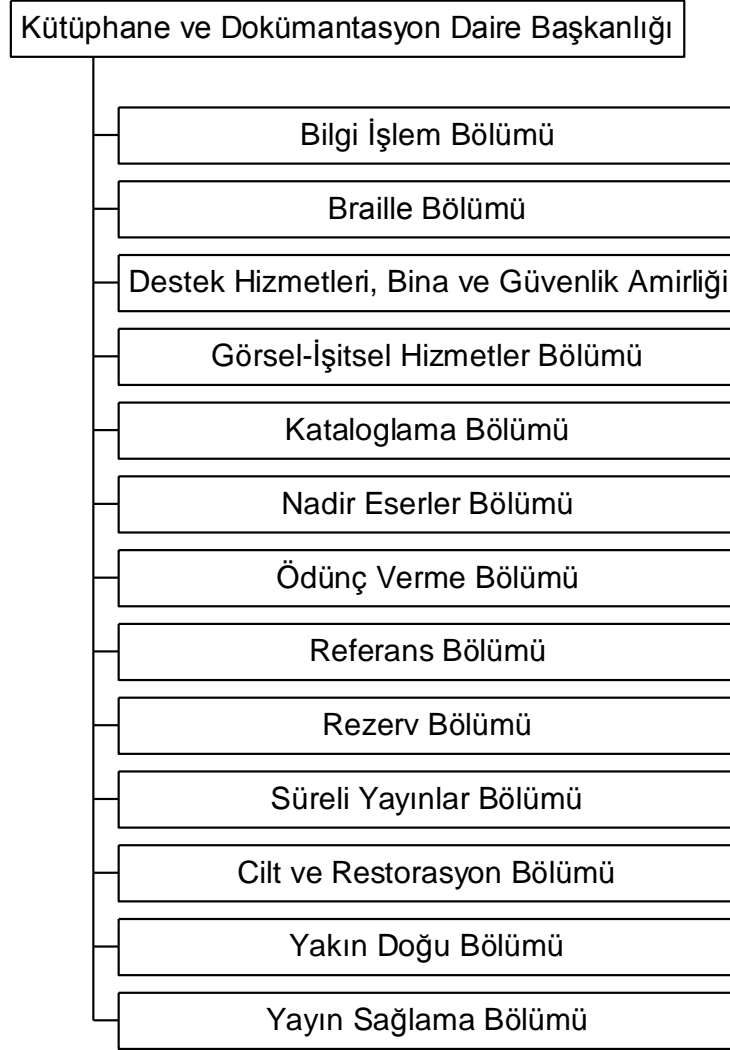 Kütüphane ve Dokümantasyon Daire Başkanlığı
Bilgi İşlem Bölümü
Braille Bölümü
Destek Hizmetleri, Bina ve Güvenlik Amirliği
Görsel-İşitsel Hizmetler Bölümü
Kataloglama Bölümü
Nadir Eserler Bölümü
Ödünç Verme Bölümü
Referans Bölümü
Rezerv Bölümü
Süreli Yayınlar Bölümü
Cilt ve Restorasyon Bölümü
Yakın Doğu Bölümü
Yayın Sağlama Bölümü